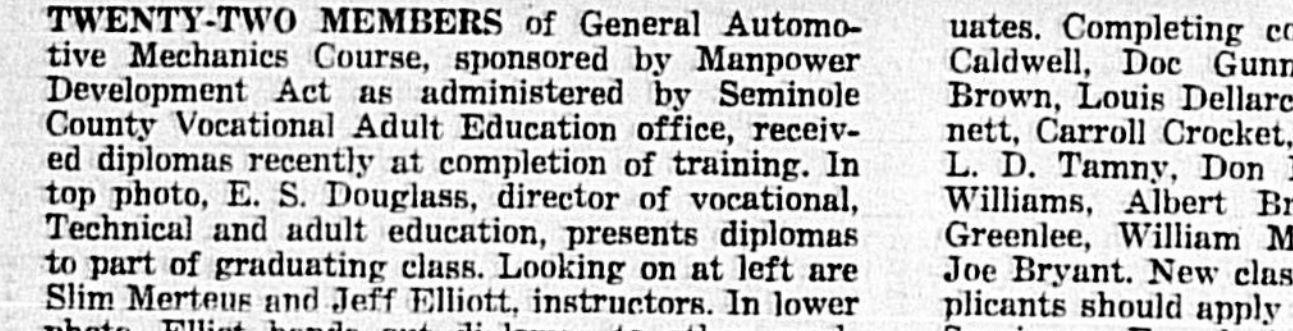 TWENTY-TWO MEMBERS of General Automo-
tive Mechanics Course, sponsored by Manpower
Development Act as administered by Seminole
County Vocational Adult Education office, receiv-
ed diplomas recently at completion of training. In
top photo, E. S. Douglass, director of vocational,
Technical and adult education, presents diplomas
to part of graduating class. Looking on at left are
Slim Merteus and Jeff Elliott, instructors. In lower
uates. Completing
Caldwell, Doc Gunn
Brown, Louis Dellarc
nett, Carroll Crocket,
L. D. Tamny, Don
Williams, Albert Br
Greenlee, William M
Joe Bryant. New clas
plicants should apply